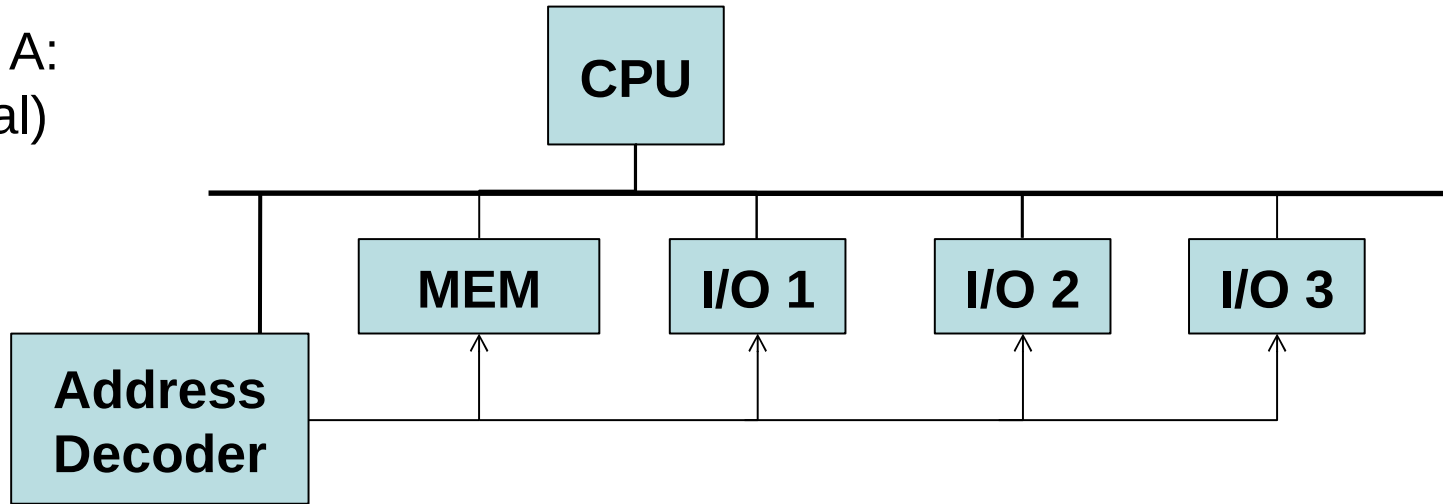 A:
al)
CPU
MEM
I/O 1
I/O 2
I/O 3
Address
Decoder